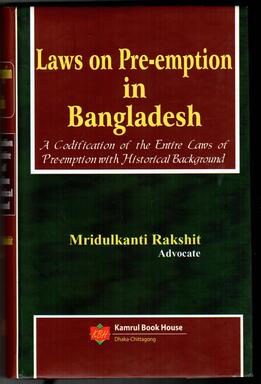 Laws on Pre-emption
in
Bangladesh
A Codification of the Entire Laws of
Pre-emption with Historical Background
Mridulkanti Rakshit
Advocate
KBH
Kamrul Book House
Dhaka-Chittagong